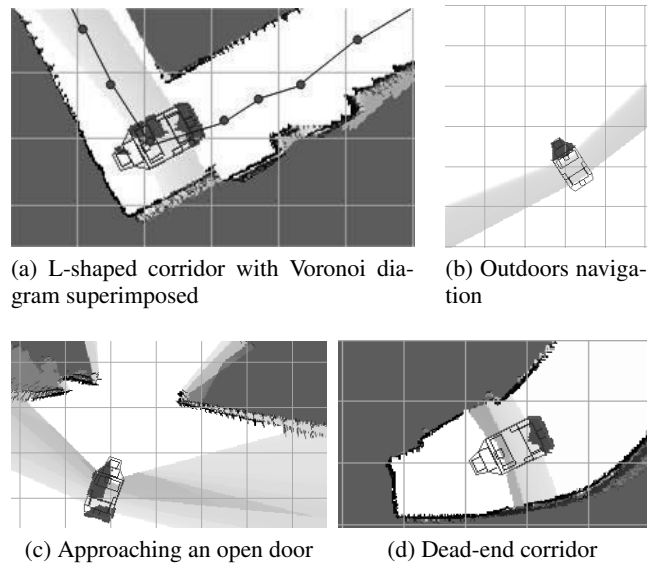 (a) L-shaped corridor with Voronoi dia-
gram superimposed
(b) Outdoors naviga-
tion
(c) Approaching an open door
(d) Dead-end corridor